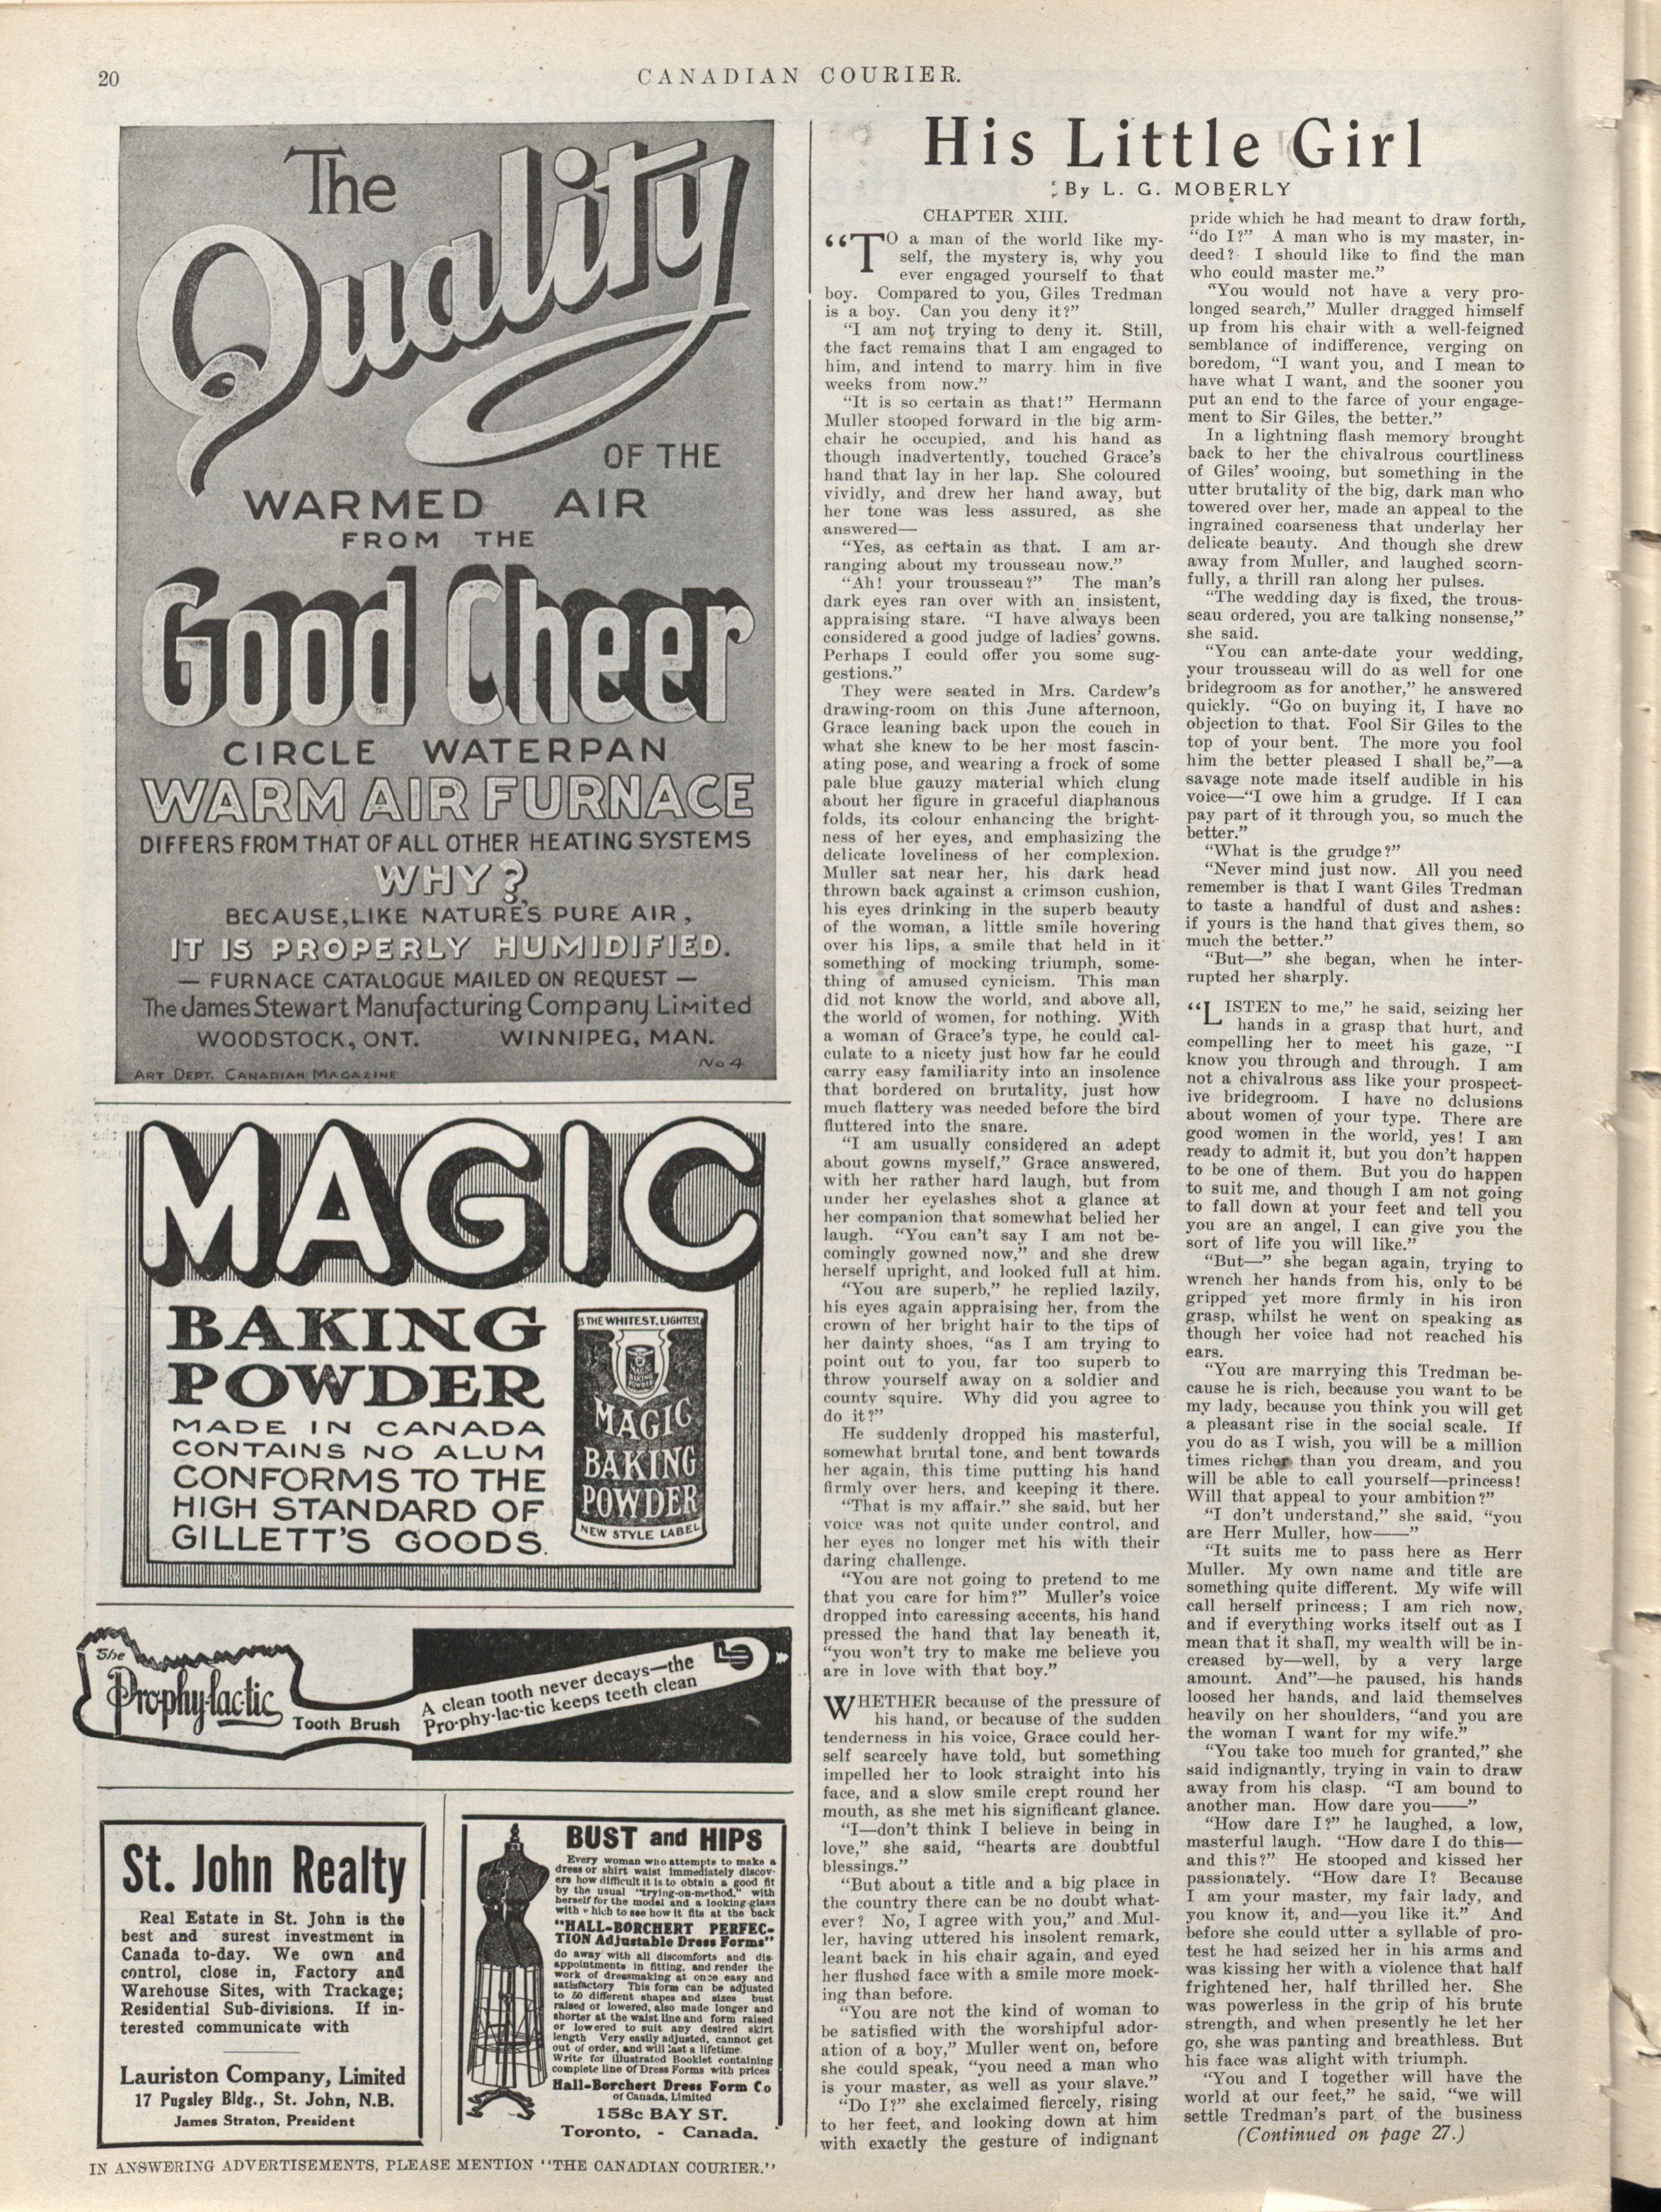 20
CANADIAN COURIER.
The
Quality
OF THE
WARMED AIR
FROM THE
Good Cheer
CIRCLE WATERPAN
WARM AIR FURNACE
DIFFERS FROM THAT OF ALL OTHER HEATING SYSTEMS
WHY?
BECAUSE, LIKE NATURE'S PURE AIR,
IT IS PROPERLY HUMIDIFIED.
— FURNACE CATALOGUE MAILED ON REQUEST —
The James Stewart Manufacturing Company Limited
WOODSTOCK, ONT. WINNIPEG, MAN.
No 4
ART DEPT. CANADIAN MAGAZINE
MAGIC
BAKING
POWDER
MADE IN CANADA
CONTAINS NO ALUM
CONFORMS TO THE
HIGH STANDARD OF
GILLETT'S GOODS.
IS THE WHITEST, LIGHTEST
MAGIC
BAKING
POWDER
MAGIC
BAKING
POWDER
NEW STYLE LABEL
The
Prophylactic
Tooth Brush
A clean tooth never decays—the
Pro-phy-lac-tic keeps teeth clean
St. John Realty
Real Estate in St. John is the
best and surest investment in
Canada to-day. We own and
control, close in, Factory and
Warehouse Sites, with Trackage;
Residential Sub-divisions. If in-
terested communicate with
Lauriston Company, Limited
17 Pugsley Bldg., St. John, N.B.
James Straton, President
BUST and HIPS
Every woman who attempts to make a
dress or shirt waist immediately discov-
ers how difficult it is to obtain a good fit
by the usual "trying-on-method," with
herself for the model and a looking-glass
with which to see how it fits at the back
"HALL-BORCHERT PERFEC-
TION Adjustable Dress Forms"
do away with all discomforts and dis-
appointments in fitting, and render the
work of dressmaking at once easy and
satisfactory This form can be adjusted
to 50 different shapes and sizes bust
raised or lowered, also made longer and
shorter at the waist line and form raised
or lowered to suit any desired skirt
length Very easily adjusted, cannot get
out of order, and will last a lifetime.
Write for illustrated Booklet containing
complete line of Dress Forms with prices
Hall-Borchert Dress Form Co
of Canada, Limited
158c BAY ST.
Toronto, - Canada.
IN ANSWERING ADVERTISEMENTS, PLEASE MENTION "THE CANADIAN COURIER."
His Little Girl
By L. G. MOBERLY
CHAPTER XIII.
"TO a man of the world like my-
self, the mystery is, why you
ever engaged yourself to that
boy. Compared to you, Giles Tredman
is a boy. Can you deny it?"
"I am not trying to deny it. Still,
the fact remains that I am engaged to
him, and intend to marry him in five
weeks from now."
"It is so certain as that!" Hermann
Muller stooped forward in the big arm-
chair he occupied, and his hand as
though inadvertently, touched Grace's
hand that lay in her lap. She coloured
vividly, and drew her hand away, but
her tone was less assured, as she
answered—
"Yes, as certain as that. I am ar-
ranging about my trousseau now."
"Ah! your trousseau?" The man's
dark eyes ran over with an insistent,
appraising stare. "I have always been
considered a good judge of ladies' gowns.
Perhaps I could offer you some sug-
gestions."
They were seated in Mrs. Cardew's
drawing-room on this June afternoon,
Grace leaning back upon the couch in
what she knew to be her most fascin-
ating pose, and wearing a frock of some
pale blue gauzy material which clung
about her figure in graceful diaphanous
folds, its colour enhancing the bright-
ness of her eyes, and emphasizing the
delicate loveliness of her complexion.
Muller sat near her, his dark head
thrown back against a crimson cushion,
his eyes drinking in the superb beauty
of the woman, a little smile hovering
over his lips, a smile that held in it
something of mocking triumph, some-
thing of amused cynicism. This man
did not know the world, and above all,
the world of women, for nothing. With
a woman of Grace's type, he could cal-
culate to a nicety just how far he could
carry easy familiarity into an insolence
that bordered on brutality, just how
much flattery was needed before the bird
fluttered into the snare.
"I am usually considered an adept
about gowns myself," Grace answered,
with her rather hard laugh, but from
under her eyelashes shot a glance at
her companion that somewhat belied her
laugh. "You can't say I am not be-
comingly gowned now," and she drew
herself upright, and looked full at him.
"You are superb," he replied lazily,
his eyes again appraising her, from the
crown of her bright hair to the tips of
her dainty shoes, "as I am trying to
point out to you, far too superb to
throw yourself away on a soldier and
county squire. Why did you agree to
do it?"
He suddenly dropped his masterful,
somewhat brutal tone, and bent towards
her again, this time putting his hand
firmly over hers, and keeping it there.
"That is my affair." she said, but her
voice was not quite under control, and
her eyes no longer met his with their
daring challenge.
"You are not going to pretend to me
that you care for him?" Muller's voice
dropped into caressing accents, his hand
pressed the hand that lay beneath it,
"you won't try to make me believe you
are in love with that boy."
WHETHER because of the pressure of
his hand, or because of the sudden
tenderness in his voice, Grace could her-
self scarcely have told, but something
impelled her to look straight into his
face, and a slow smile crept round her
mouth, as she met his significant glance.
"I—don't think I believe in being in
love," she said, "hearts are doubtful
blessings."
"But about a title and a big place in
the country there can be no doubt what-
ever? No, I agree with you," and Mul-
ler, having uttered his insolent remark,
leant back in his chair again, and eyed
her flushed face with a smile more mock-
ing than before.
"You are not the kind of woman to
be satisfied with the worshipful ador-
ation of a boy," Muller went on, before
she could speak, "you need a man who
is your master, as well as your slave."
"Do I?" she exclaimed fiercely, rising
to her feet, and looking down at him
with exactly the gesture of indignant
pride which he had meant to draw forth,
"do I?" A man who is my master, in-
deed? I should like to find the man
who could master me."
"You would not have a very pro-
longed search," Muller dragged himself
up from his chair with a well-feigned
semblance of indifference, verging on
boredom, "I want you, and I mean to
have what I want, and the sooner you
put an end to the farce of your engage-
ment to Sir Giles, the better."
In a lightning flash memory brought
back to her the chivalrous courtliness
of Giles' wooing, but something in the
utter brutality of the big, dark man who
towered over her, made an appeal to the
ingrained coarseness that underlay her
delicate beauty. And though she drew
away from Muller, and laughed scorn-
fully, a thrill ran along her pulses.
"The wedding day is fixed, the trous-
seau ordered, you are talking nonsense,"
she said.
"You can ante-date your wedding,
your trousseau will do as well for one
bridegroom as for another," he answered
quickly. "Go on buying it, I have no
objection to that. Fool Sir Giles to the
top of your bent. The more you fool
him the better pleased I shall be,"—a
savage note made itself audible in his
voice—"I owe him a grudge. If I can
pay part of it through you, so much the
better."
"What is the grudge?"
"Never mind just now. All you need
remember is that I want Giles Tredman
to taste a handful of dust and ashes:
if yours is the hand that gives them, so
much the better."
"But—" she began, when he inter-
rupted her sharply.
"LISTEN to me," he said, seizing her
hands in a grasp that hurt, and
compelling her to meet his gaze, "I
know you through and through. I am
not a chivalrous ass like your prospect-
ive bridegroom. I have no delusions
about women of your type. There are
good women in the world, yes! I am
ready to admit it, but you don't happen
to be one of them. But you do happen
to suit me, and though I am not going
to fall down at your feet and tell you
you are an angel, I can give you the
sort of life you will like."
"But—" she began again, trying to
wrench her hands from his, only to be
gripped yet more firmly in his iron
grasp, whilst he went on speaking as
though her voice had not reached his
ears.
"You are marrying this Tredman be-
cause he is rich, because you want to be
my lady, because you think you will get
a pleasant rise in the social scale. If
you do as I wish, you will be a million
times richer than you dream, and you
will be able to call yourself—princess!
Will that appeal to your ambition?"
"I don't understand," she said, "you
are Herr Muller, how——"
"It suits me to pass here as Herr
Muller. My own name and title are
something quite different. My wife will
call herself princess; I am rich now,
and if everything works itself out as I
mean that it shall, my wealth will be in-
creased by—well, by a very large
amount. And"—he paused, his hands
loosed her hands, and laid themselves
heavily on her shoulders, "and you are
the woman I want for my wife."
"You take too much for granted," she
said indignantly, trying in vain to draw
away from his clasp. "I am bound to
another man. How dare you——"
"How dare I?" he laughed, a low,
masterful laugh. "How dare I do this—
and this?" He stooped and kissed her
passionately. "How dare I? Because
I am your master, my fair lady, and
you know it, and—you like it." And
before she could utter a syllable of pro-
test he had seized her in his arms and
was kissing her with a violence that half
frightened her, half thrilled her. She
was powerless in the grip of his brute
strength, and when presently he let her
go, she was panting and breathless. But
his face was alight with triumph.
"You and I together will have the
world at our feet," he said, "we will
settle Tredman's part of the business
(Continued on page 27.)